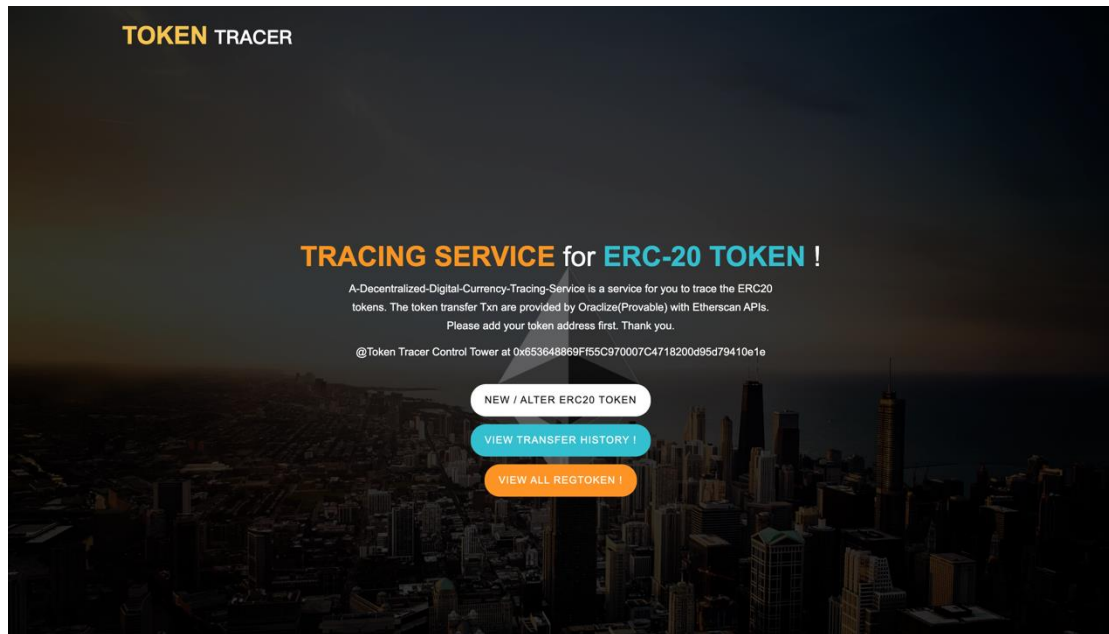 TOKEN TRACER
TRACING SERVICE for ERC-20 TOKEN !
A-Decentralized-Digital-Currency-Tracing-Service is a service for you to trace the ERC20
tokens. The token transfer Txn are provided by Oraclize(Provable) with Etherscan APIs.
Please add your token address first. Thank you.
@Token Tracer Control Tower at 0x653648869Ff55C970007C4718200d95d79410e1e
NEW / ALTER ERC20 TOKEN
VIEW TRANSFER HISTORY !
VIEW ALL REGTOKEN !